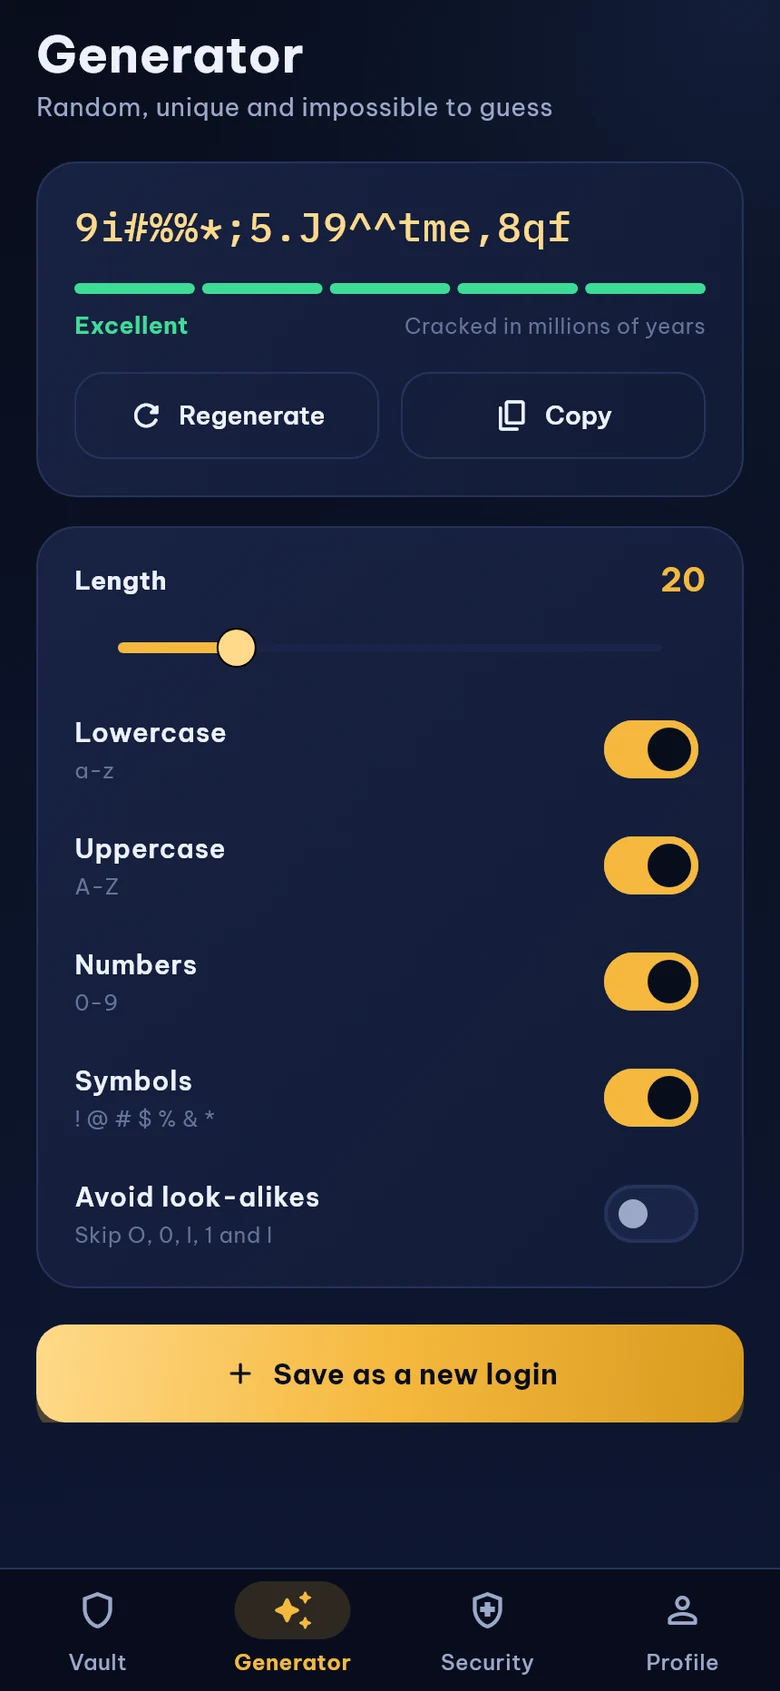 Generator
Random, unique and impossible to guess
9i#%%*;5.J9^^tme,8qf
Excellent
Cracked in millions of years
Regenerate
Copy
Length
20
Lowercase
a-z
Uppercase
A-Z
Numbers
0-9
Symbols
! @ # $ % & *
Avoid look-alikes
Skip O, 0, l, 1 and I
Save as a new login
Vault
Generator
Security
Profile